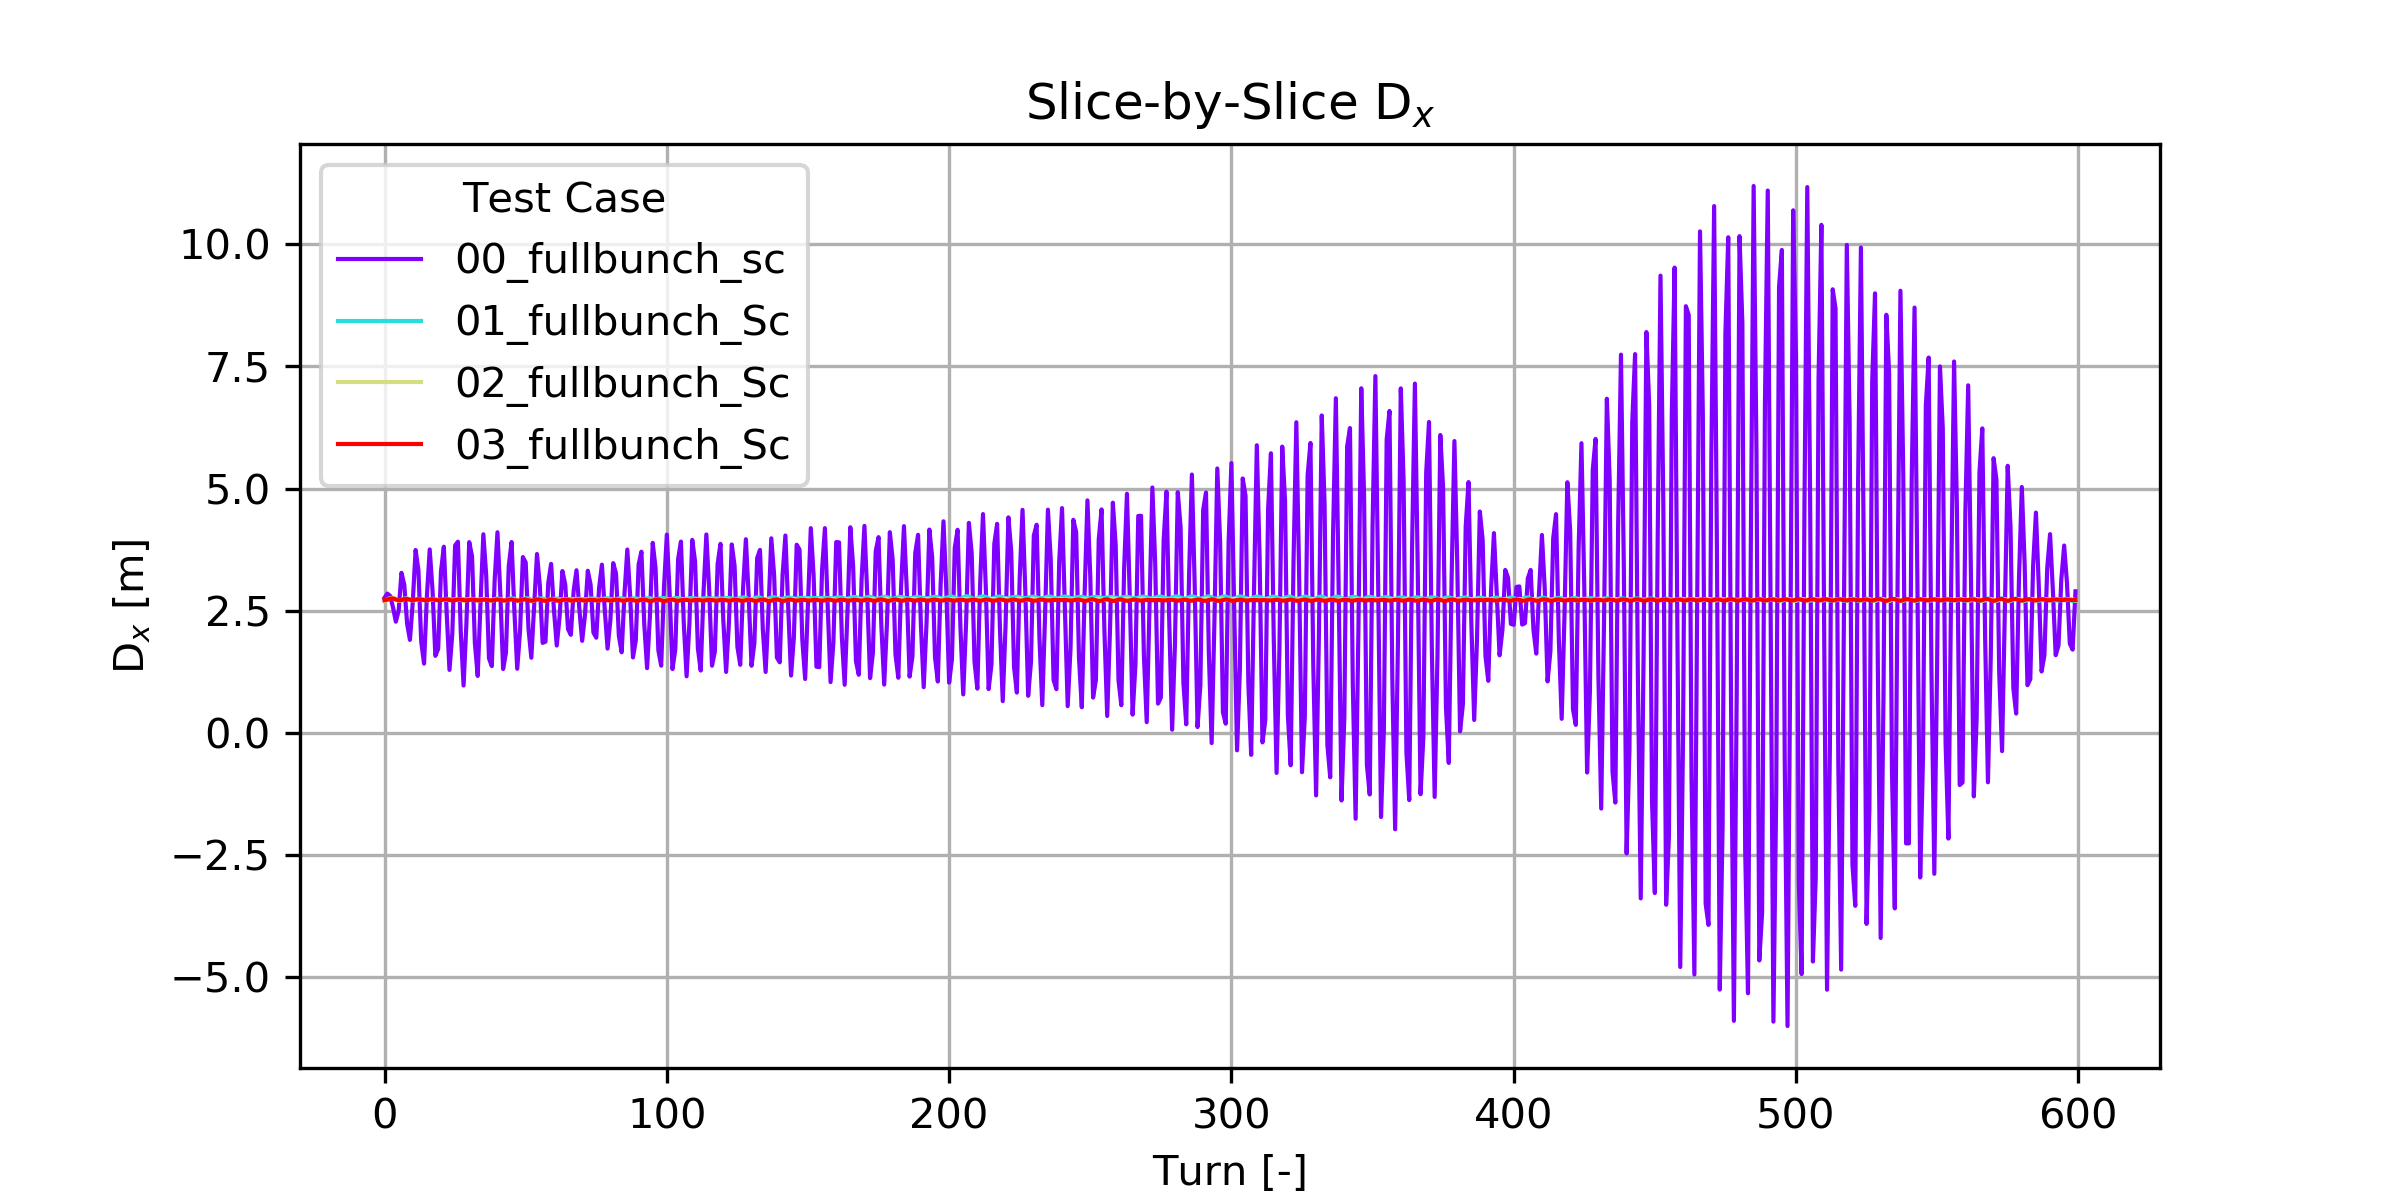 Slice-by-Slice Dₓ
Test Case
00_fullbunch_sc
01_fullbunch_Sc
02_fullbunch_Sc
03_fullbunch_Sc
Dₓ [m]
10.0
7.5
5.0
2.5
0.0
−2.5
−5.0
0 100 200 300 400 500 600
Turn [-]